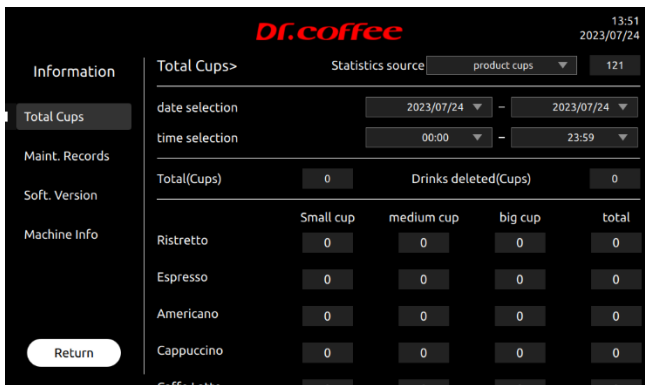 Dr.coffee
13:51
2023/07/24
Information
Total Cups
Maint. Records
Soft. Version
Machine Info
Return
Total Cups> Statistics source product cups 121
date selection 2023/07/24 – 2023/07/24
time selection 00:00 – 23:59
Total(Cups) 0 Drinks deleted(Cups) 0
Small cup medium cup big cup total
Ristretto 0 0 0 0
Espresso 0 0 0 0
Americano 0 0 0 0
Cappuccino 0 0 0 0